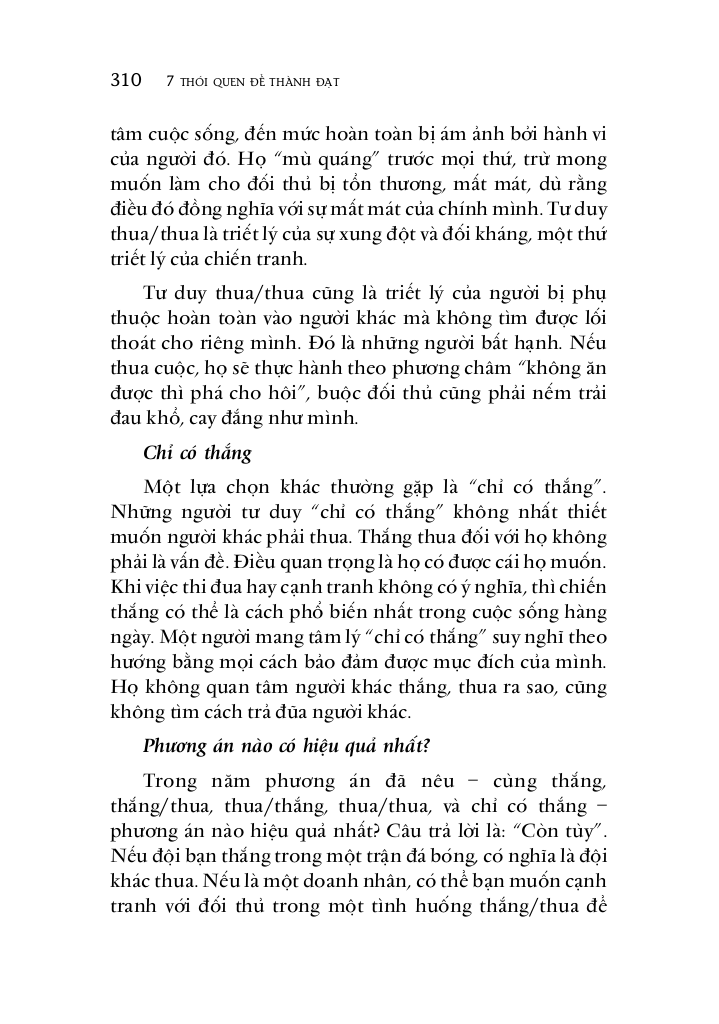 310 7 THÓI QUEN ĐỂ THÀNH ĐẠT
tâm cuộc sống, đến mức hoàn toàn bị ám ảnh bởi hành vi
của người đó. Họ “mù quáng” trước mọi thứ, trừ mong
muốn làm cho đối thủ bị tổn thương, mất mát, dù rằng
điều đó đồng nghĩa với sự mất mát của chính mình. Tư duy
thua/thua là triết lý của sự xung đột và đối kháng, một thứ
triết lý của chiến tranh.
Tư duy thua/thua cũng là triết lý của người bị phụ
thuộc hoàn toàn vào người khác mà không tìm được lối
thoát cho riêng mình. Đó là những người bất hạnh. Nếu
thua cuộc, họ sẽ thực hành theo phương châm “không ăn
được thì phá cho hôi”, buộc đối thủ cũng phải nếm trải
đau khổ, cay đắng như mình.
Chỉ có thắng
Một lựa chọn khác thường gặp là “chỉ có thắng”.
Những người tư duy “chỉ có thắng” không nhất thiết
muốn người khác phải thua. Thắng thua đối với họ không
phải là vấn đề. Điều quan trọng là họ có được cái họ muốn.
Khi việc thi đua hay cạnh tranh không có ý nghĩa, thì chiến
thắng có thể là cách phổ biến nhất trong cuộc sống hàng
ngày. Một người mang tâm lý “chỉ có thắng” suy nghĩ theo
hướng bằng mọi cách bảo đảm được mục đích của mình.
Họ không quan tâm người khác thắng, thua ra sao, cũng
không tìm cách trả đũa người khác.
Phương án nào có hiệu quả nhất?
Trong năm phương án đã nêu – cùng thắng,
thắng/thua, thua/thắng, thua/thua, và chỉ có thắng –
phương án nào hiệu quả nhất? Câu trả lời là: “Còn tùy”.
Nếu đội bạn thắng trong một trận đá bóng, có nghĩa là đội
khác thua. Nếu là một doanh nhân, có thể bạn muốn cạnh
tranh với đối thủ trong một tình huống thắng/thua để